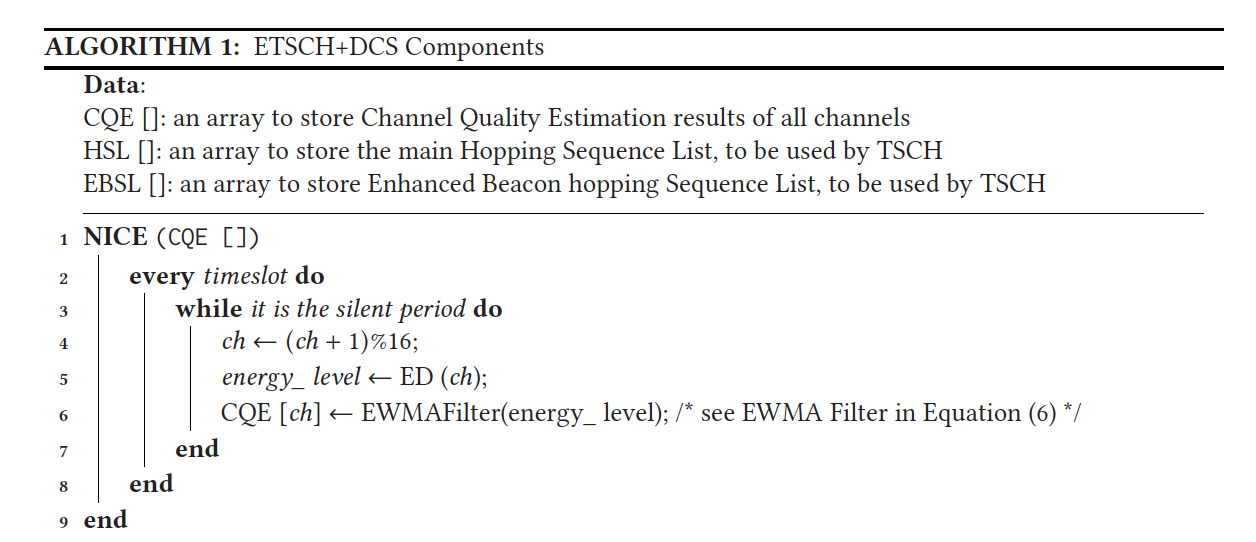 ALGORITHM 1: ETSCH+DCS Components
Data:
CQE []: an array to store Channel Quality Estimation results of all channels
HSL []: an array to store the main Hopping Sequence List, to be used by TSCH
EBSL []: an array to store Enhanced Beacon hopping Sequence List, to be used by TSCH
1 NICE (CQE [])
2 every timeslot do
3 while it is the silent period do
4 ch ← (ch + 1)%16;
5 energy_ level ← ED (ch);
6 CQE [ch] ← EWMAFilter(energy_ level); /* see EWMA Filter in Equation (6) */
7 end
8 end
9 end